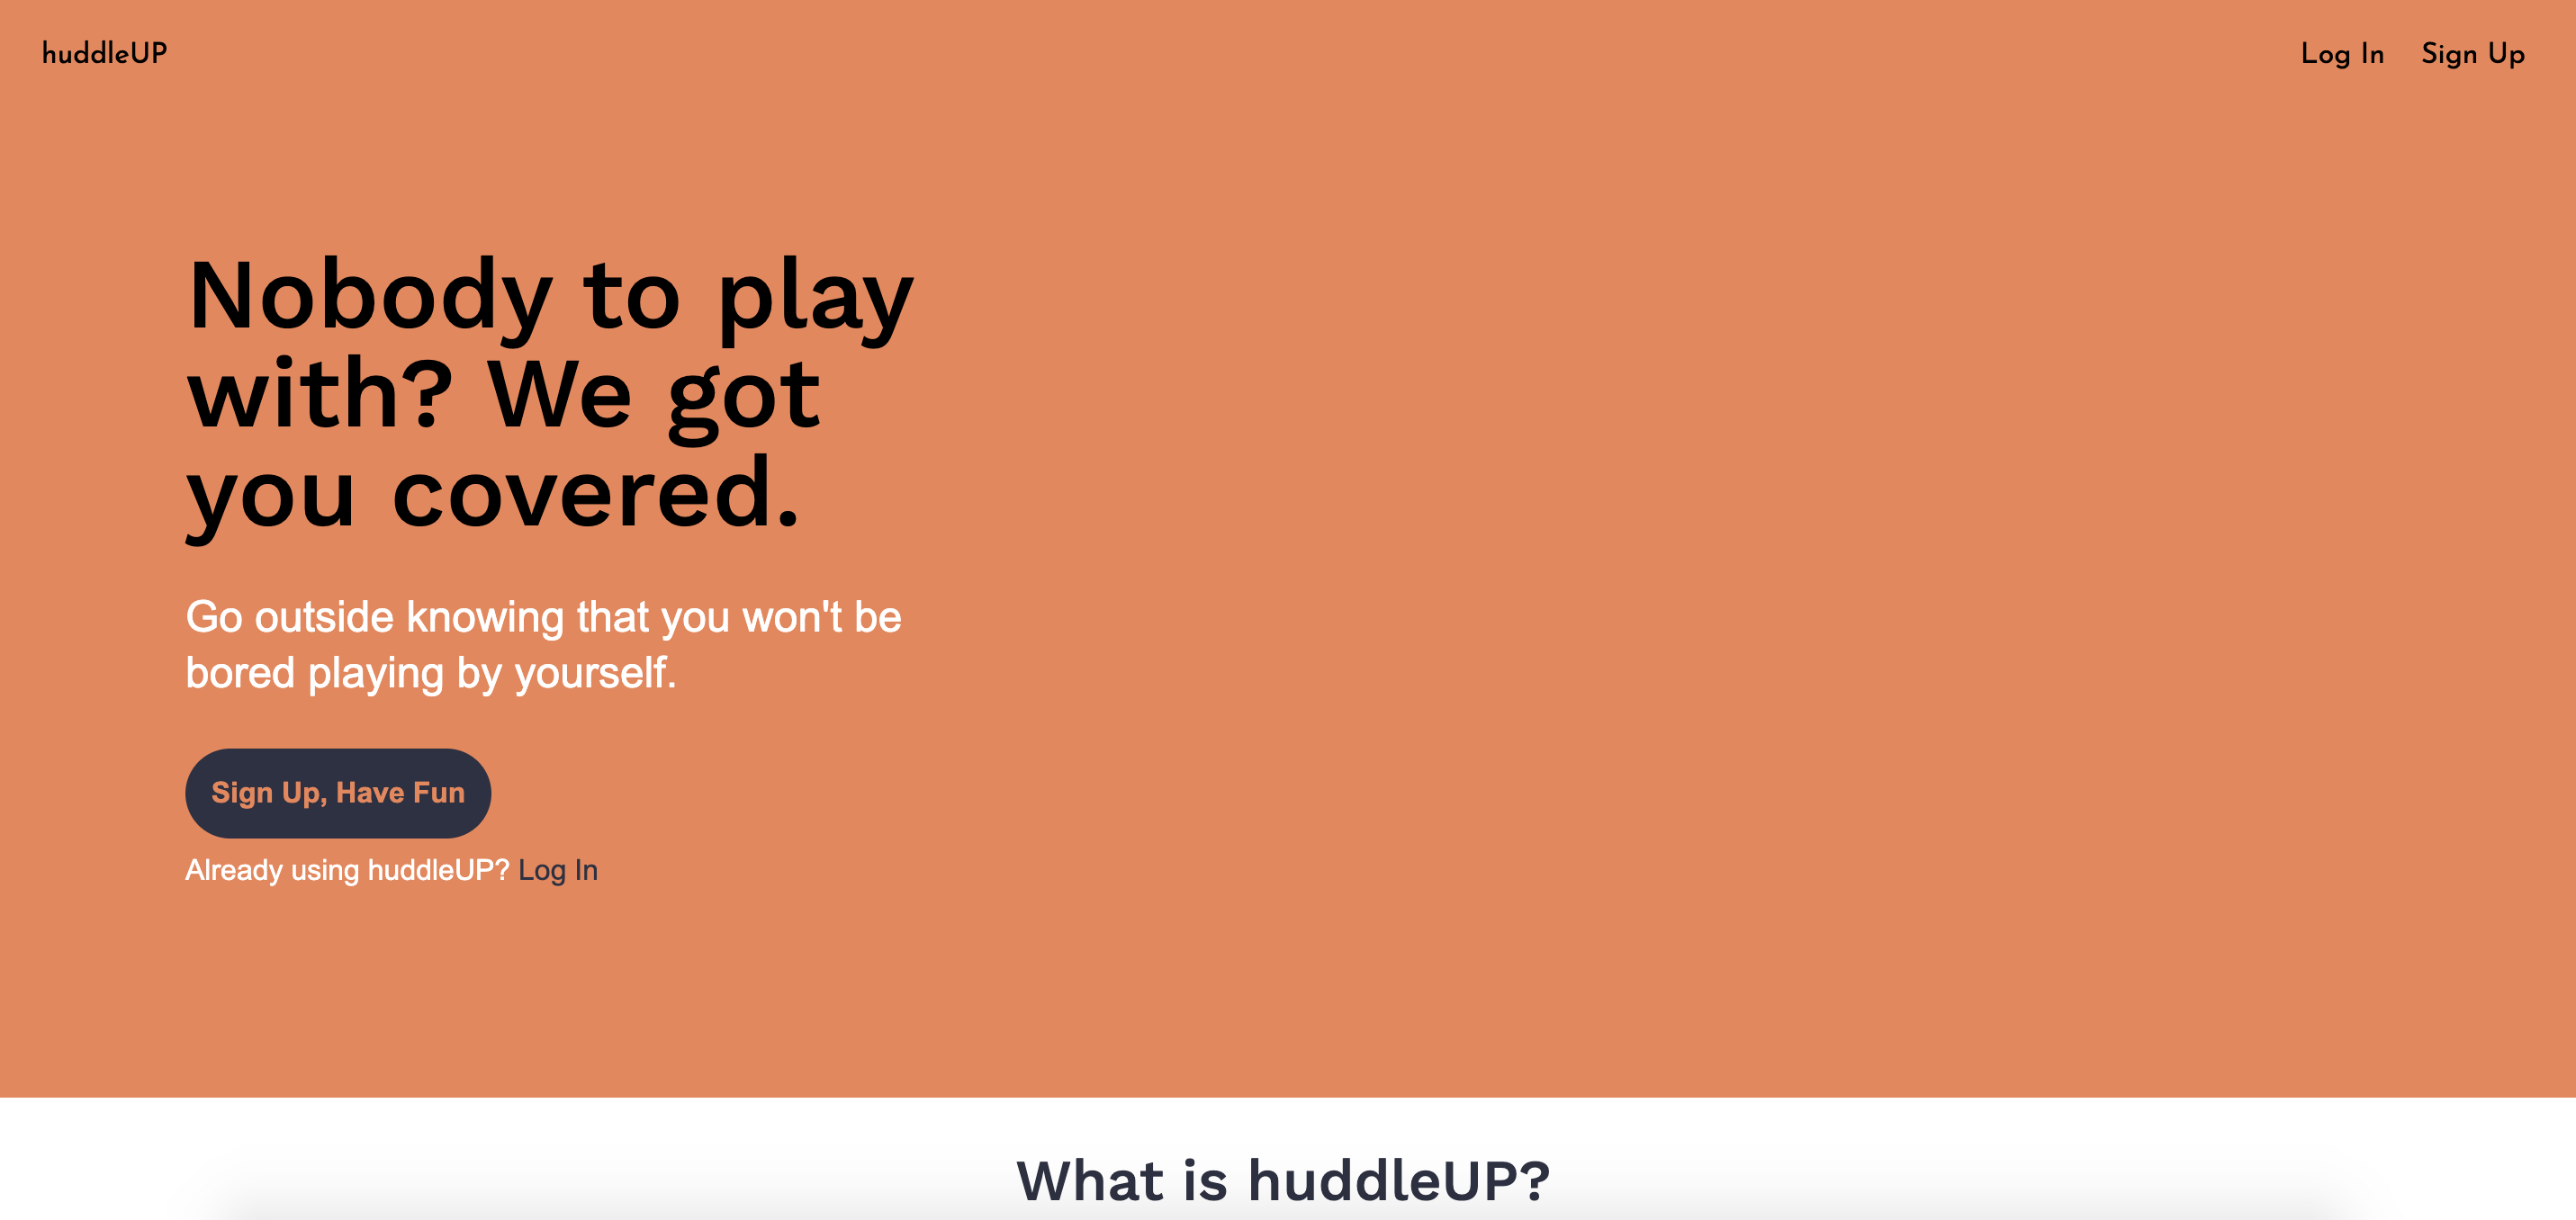 huddleUP
Log In
Sign Up
Nobody to play
with? We got
you covered.
Go outside knowing that you won't be
bored playing by yourself.
Sign Up, Have Fun
Already using huddleUP? Log In
What is huddleUP?